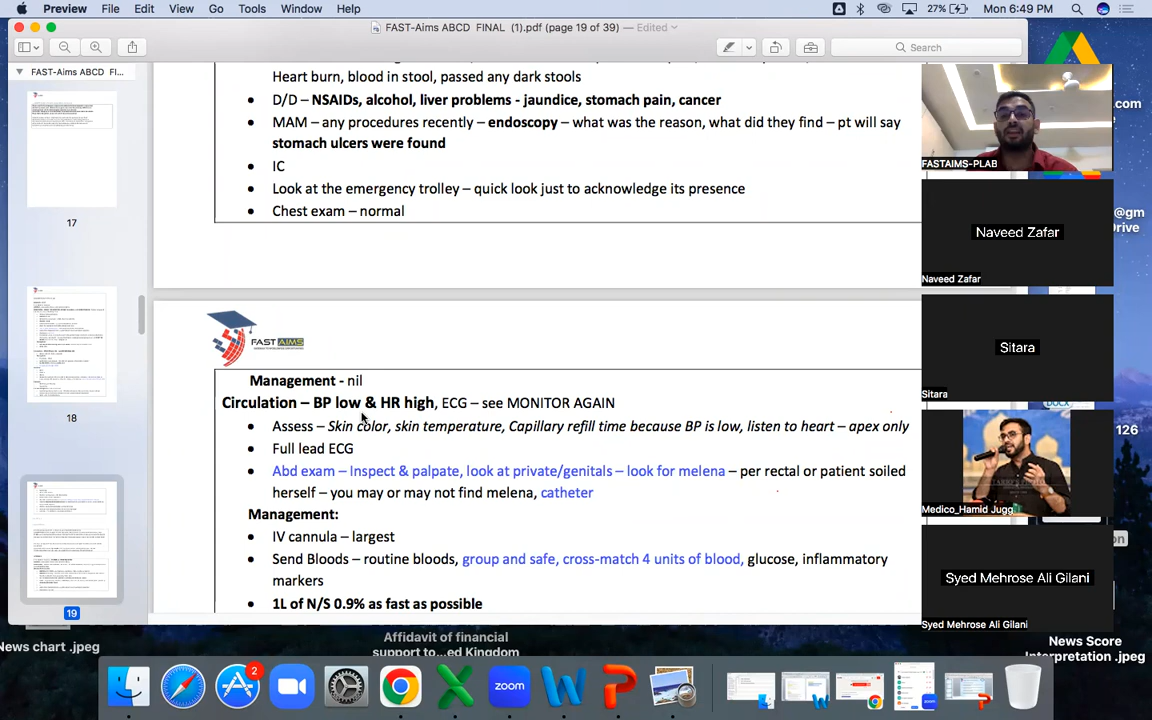 Preview File Edit View Go Tools Window Help
27% Mon 6:49 PM
FAST-Aims ABCD FINAL (1).pdf (page 19 of 39) — Edited
Search
FAST-Aims ABCD FI...
17
18
19
Heart burn, blood in stool, passed any dark stools
• D/D – NSAIDs, alcohol, liver problems - jaundice, stomach pain, cancer
• MAM – any procedures recently – endoscopy – what was the reason, what did they find – pt will say
stomach ulcers were found
• IC
• Look at the emergency trolley – quick look just to acknowledge its presence
• Chest exam – normal
FAST AIMS
Management - nil
Circulation – BP low & HR high, ECG – see MONITOR AGAIN
• Assess – Skin color, skin temperature, Capillary refill time because BP is low, listen to heart – apex only
• Full lead ECG
• Abd exam – Inspect & palpate, look at private/genitals – look for melena – per rectal or patient soiled
herself – you may or may not find melena, catheter
Management:
• IV cannula – largest
• Send Bloods – routine bloods, group and safe, cross-match 4 units of blood, glucose, inflammatory
markers
• 1L of N/S 0.9% as fast as possible
FASTAIMS-PLAB
Naveed Zafar
Naveed Zafar
Sitara
Sitara
Medico_Hamid Jugg
Syed Mehrose Ali Gilani
Syed Mehrose Ali Gilani
.com
@gm
Drive
126
on
News chart .jpeg
Affidavit of financial
support to...ed Kingdom
News Score
Interpretation .jpeg
2
zoom